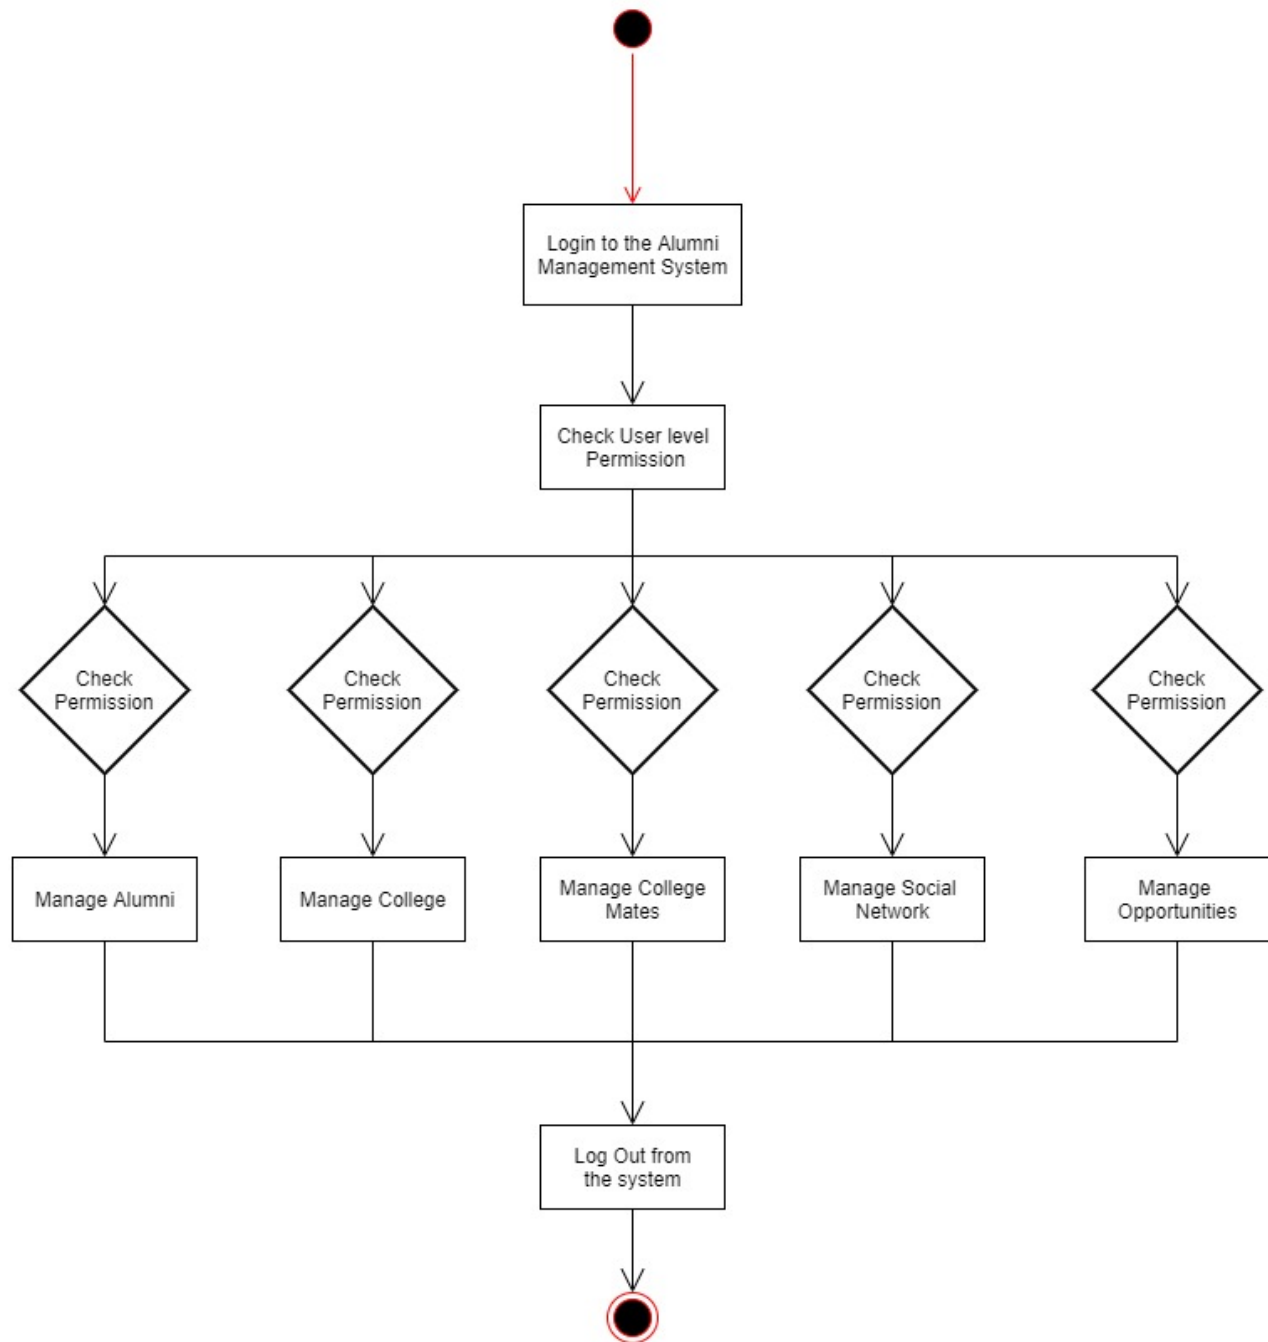 Login to the Alumni
Management System
Check User level
Permission
Check
Permission
Check
Permission
Check
Permission
Check
Permission
Check
Permission
Manage Alumni
Manage College
Manage College
Mates
Manage Social
Network
Manage
Opportunities
Log Out from
the system